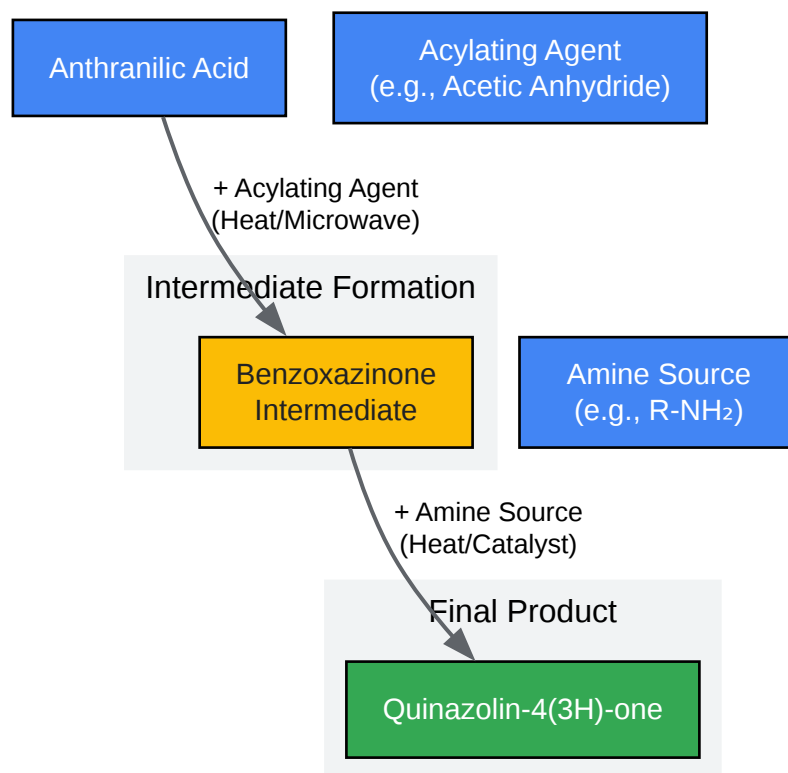 Anthranilic Acid
Acylating Agent
(e.g., Acetic Anhydride)
+ Acylating Agent
(Heat/Microwave)
Intermediate Formation
Benzoxazinone
Intermediate
Amine Source
(e.g., R-NH₂)
+ Amine Source
(Heat/Catalyst)
Final Product
Quinazolin-4(3H)-one